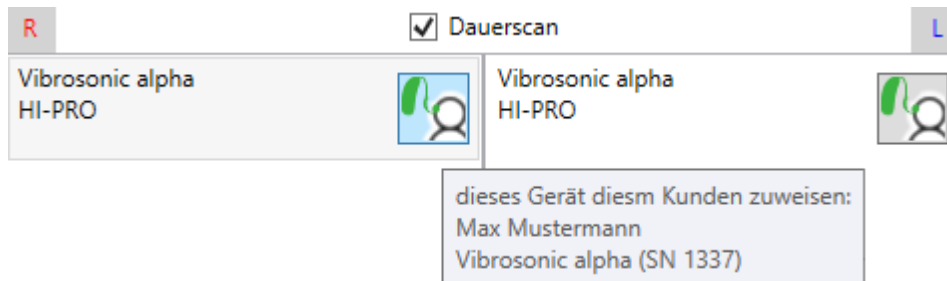 R
Dauerscan
L
Vibrosonic alpha
HI-PRO
Vibrosonic alpha
HI-PRO
dieses Gerät diesm Kunden zuweisen:
Max Mustermann
Vibrosonic alpha (SN 1337)